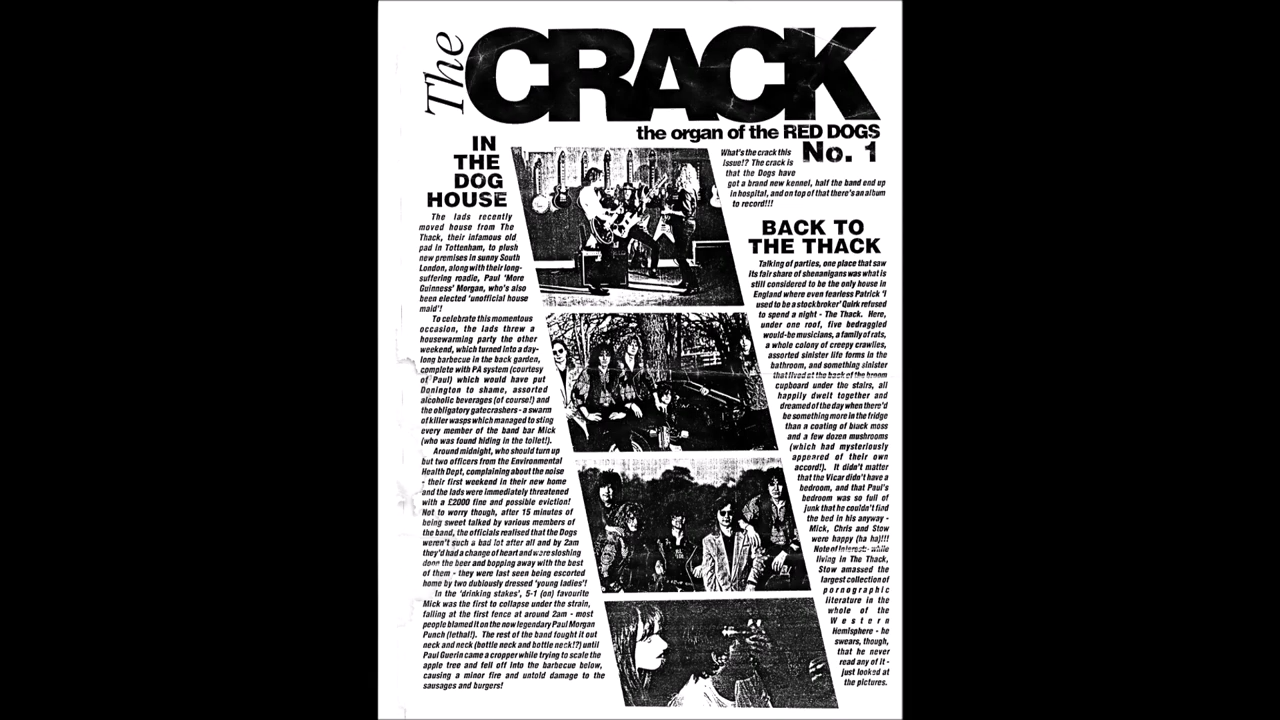 The CRACK
the organ of the RED DOGS
No. 1
IN
THE
DOG
HOUSE
The lads recently
moved house from The
Thack, their infamous old
pad in Tottenham, to plush
new premises in sunny South
London, along with their long-
suffering roadie, Paul 'More
Guinness' Morgan, who's also
been elected 'unofficial house
maid'!
To celebrate this momentous
occasion, the lads threw a
housewarming party the other
weekend, which turned into a day-
long barbecue in the back garden,
complete with PA system (courtesy
of Paul) which would have put
Donington to shame, assorted
alcoholic beverages (of course!) and
the obligatory gatecrashers - a swarm
of killer wasps which managed to sting
every member of the band bar Mick
(who was found hiding in the toilet!).
Around midnight, who should turn up
but two officers from the Environmental
Health Dept, complaining about the noise
- their first weekend in their new home
and the lads were immediately threatened
with a £2000 fine and possible eviction!
Not to worry though, after 15 minutes of
being sweet talked by various members of
the band, the officials realised that the Dogs
weren't such a bad lot after all and by 2am
they'd had a change of heart and were sloshing
down the beer and bopping away with the best
of them - they were last seen being escorted
home by two dubiously dressed 'young ladies'!
In the 'drinking stakes', 5-1 (on) favourite
Mick was the first to collapse under the strain,
falling at the first fence at around 2am - most
people blamed it on the now legendary Paul Morgan
Punch (lethal!). The rest of the band fought it out
neck and neck (bottle neck and bottle neck!?) until
Paul Guerin came a cropper while trying to scale the
apple tree and fell off into the barbecue below,
causing a minor fire and untold damage to the
sausages and burgers!
What's the crack this
issue!? The crack is
that the Dogs have
got a brand new kennel, half the band end up
in hospital, and on top of that there's an album
to record!!!
BACK TO
THE THACK
Talking of parties, one place that saw
its fair share of shenanigans was what is
still considered to be the only house in
England where even fearless Patrick 'I
used to be a stockbroker' Quirk refused
to spend a night - The Thack. Here,
under one roof, five bedraggled
would-be musicians, a family of rats,
a whole colony of creepy crawlies,
assorted sinister life forms in the
bathroom, and something sinister
that lived at the back of the broom
cupboard under the stairs, all
happily dwelt together and
dreamed of the day when there'd
be something more in the fridge
than a coating of black moss
and a few dozen mushrooms
(which had mysteriously
appeared of their own
accord!). It didn't matter
that the Vicar didn't have a
bedroom, and that Paul's
bedroom was so full of
junk that he couldn't find
the bed in his anyway -
Mick, Chris and Stow
were happy (ha ha)!!!
Note of interest - while
living in The Thack,
Stow amassed the
largest collection of
pornographic
literature in the
whole of the
Western
Hemisphere - he
swears, though,
that he never
read any of it -
just looked at
the pictures.